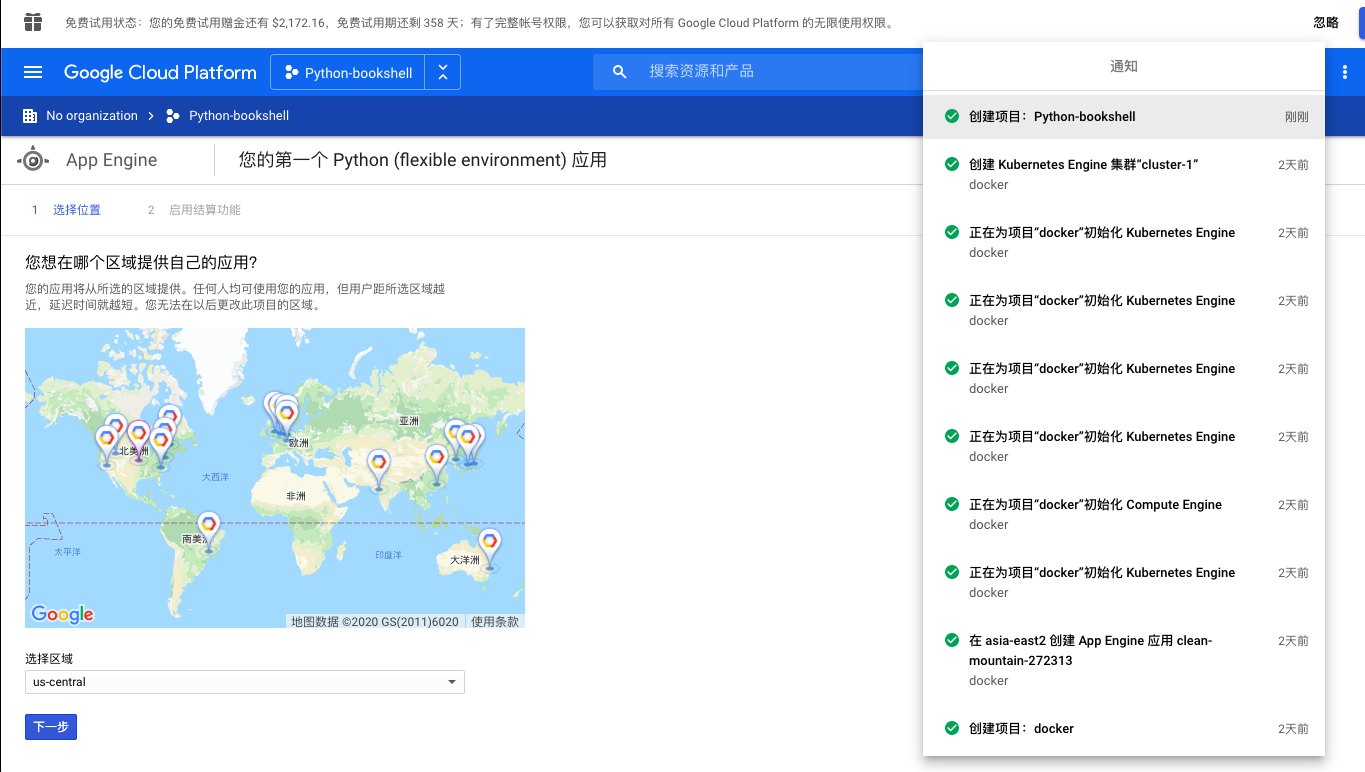 免费试用状态：您的免费试用赠金还有 $2,172.16，免费试用期还剩 358 天；有了完整帐号权限，您可以获取对所有 Google Cloud Platform 的无限使用权限。
忽略
Google Cloud Platform
Python-bookshell
搜索资源和产品
No organization
Python-bookshell
App Engine
您的第一个 Python (flexible environment) 应用
1 选择位置
2 启用结算功能
您想在哪个区域提供自己的应用?
您的应用将从所选的区域提供。任何人均可使用您的应用，但用户距所选区域越
近，延迟时间就越短。您无法在以后更改此项目的区域。
北美洲
欧洲
亚洲
大西洋
非洲
南美洲
太平洋
印度洋
大洋洲
Google
地图数据 ©2020 GS(2011)6020
使用条款
选择区域
us-central
下一步
通知
创建项目：Python-bookshell
刚刚
创建 Kubernetes Engine 集群“cluster-1”
2天前
docker
正在为项目“docker”初始化 Kubernetes Engine
2天前
docker
正在为项目“docker”初始化 Kubernetes Engine
2天前
docker
正在为项目“docker”初始化 Kubernetes Engine
2天前
docker
正在为项目“docker”初始化 Kubernetes Engine
2天前
docker
正在为项目“docker”初始化 Compute Engine
2天前
docker
正在为项目“docker”初始化 Kubernetes Engine
2天前
docker
在 asia-east2 创建 App Engine 应用 clean-
mountain-272313
2天前
docker
创建项目：docker
2天前